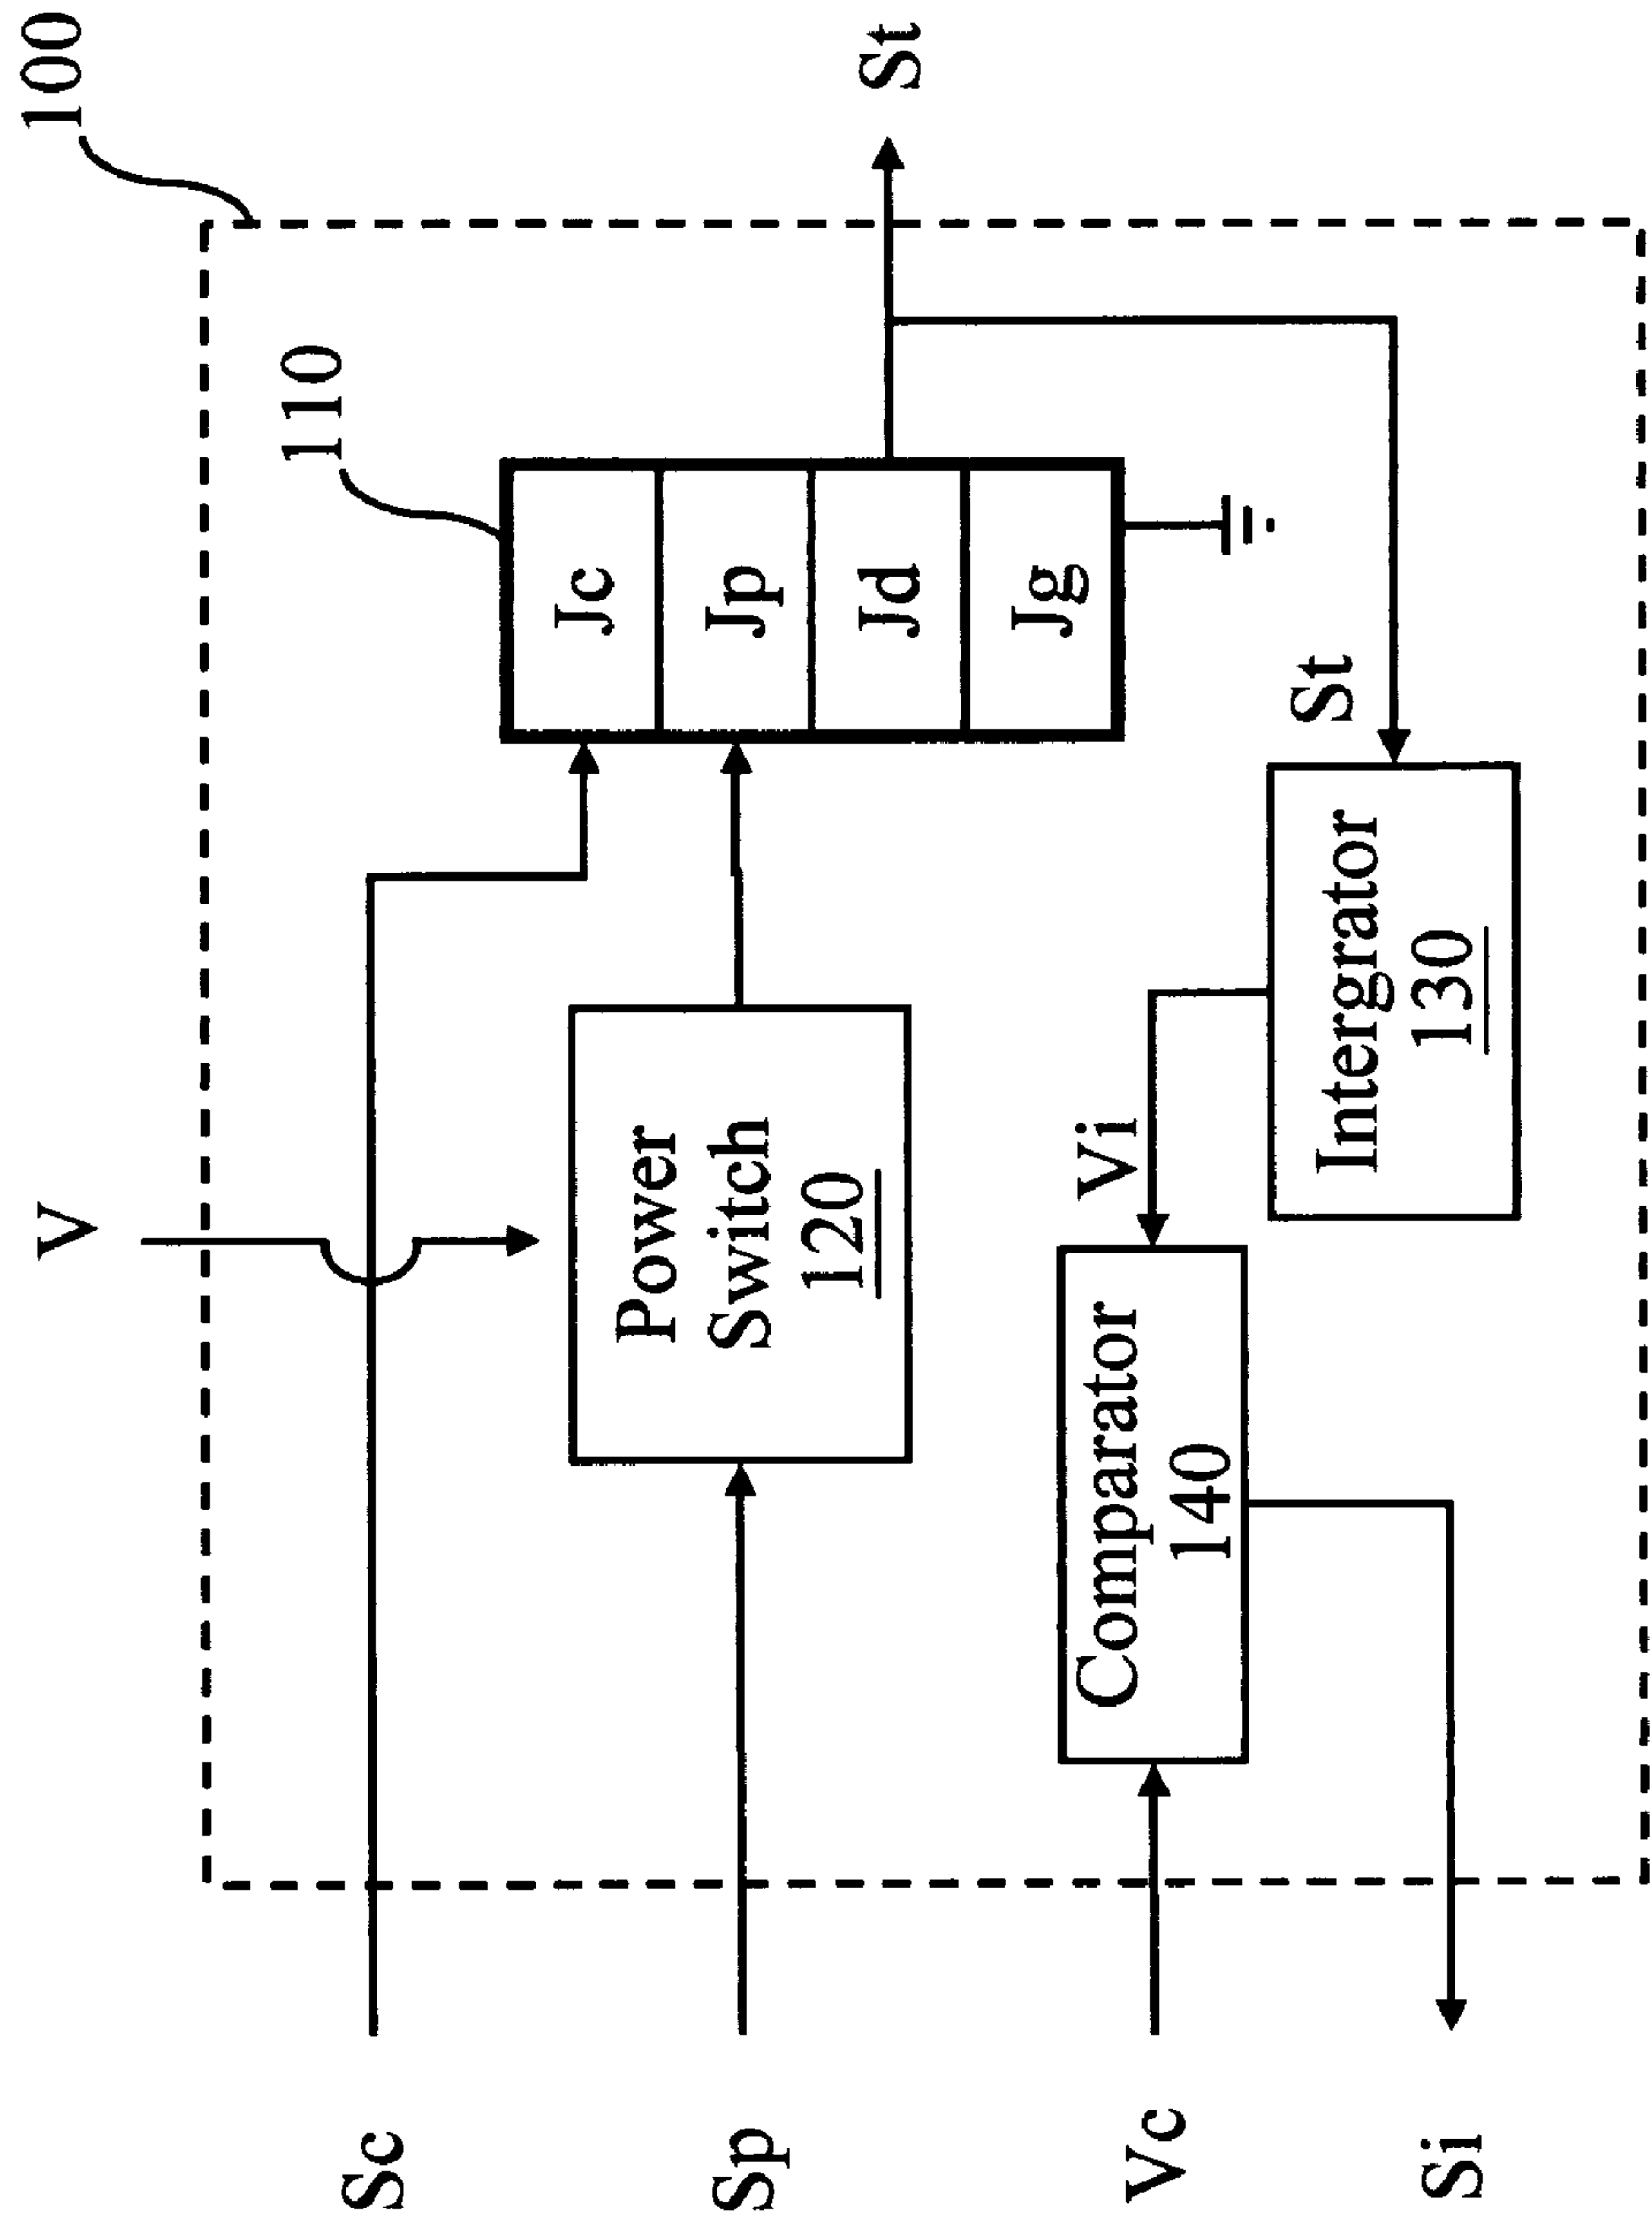 100
V
110
Sc
Jc
Power
Switch
120
Sp
Jp
Jd
St
Jg
Vi
St
Vc
Comparator
140
Intergrator
130
Si